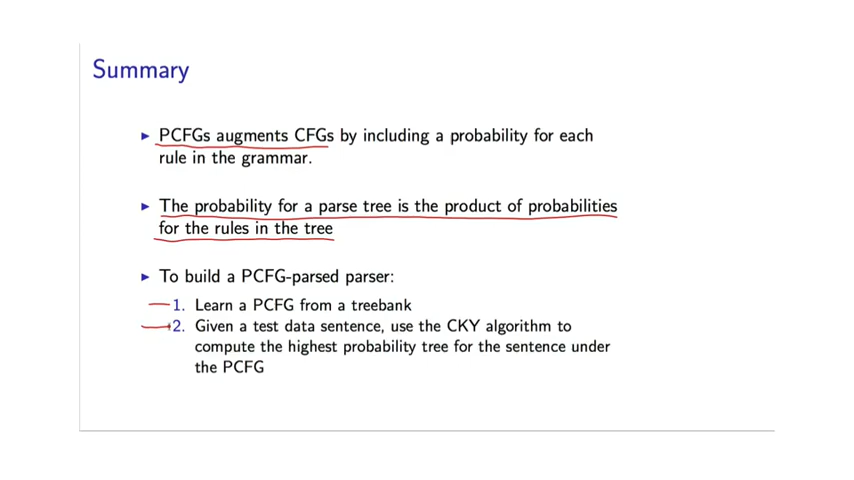 Summary
▶ PCFGs augments CFGs by including a probability for each
rule in the grammar.
▶ The probability for a parse tree is the product of probabilities
for the rules in the tree
▶ To build a PCFG-parsed parser:
1. Learn a PCFG from a treebank
2. Given a test data sentence, use the CKY algorithm to
compute the highest probability tree for the sentence under
the PCFG